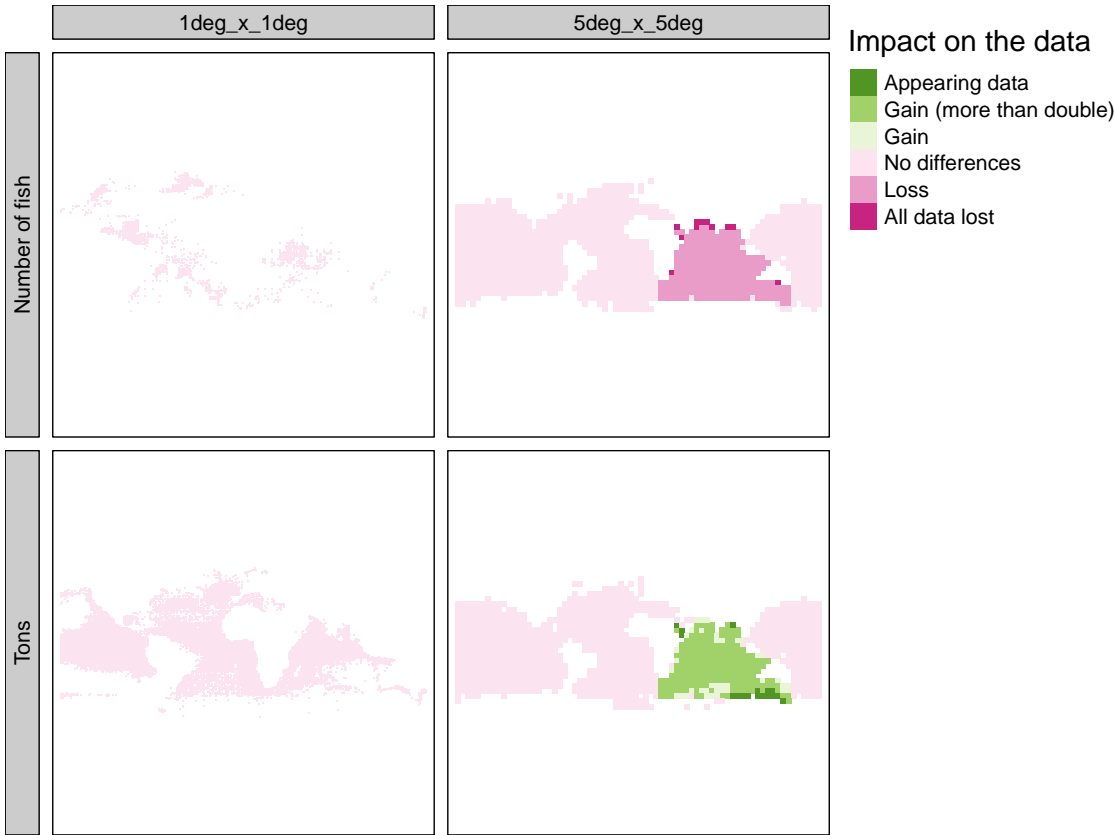 1deg_x_1deg
5deg_x_5deg
Impact on the data
Appearing data
Gain (more than double)
Gain
No differences
Loss
All data lost
Number of fish
Tons